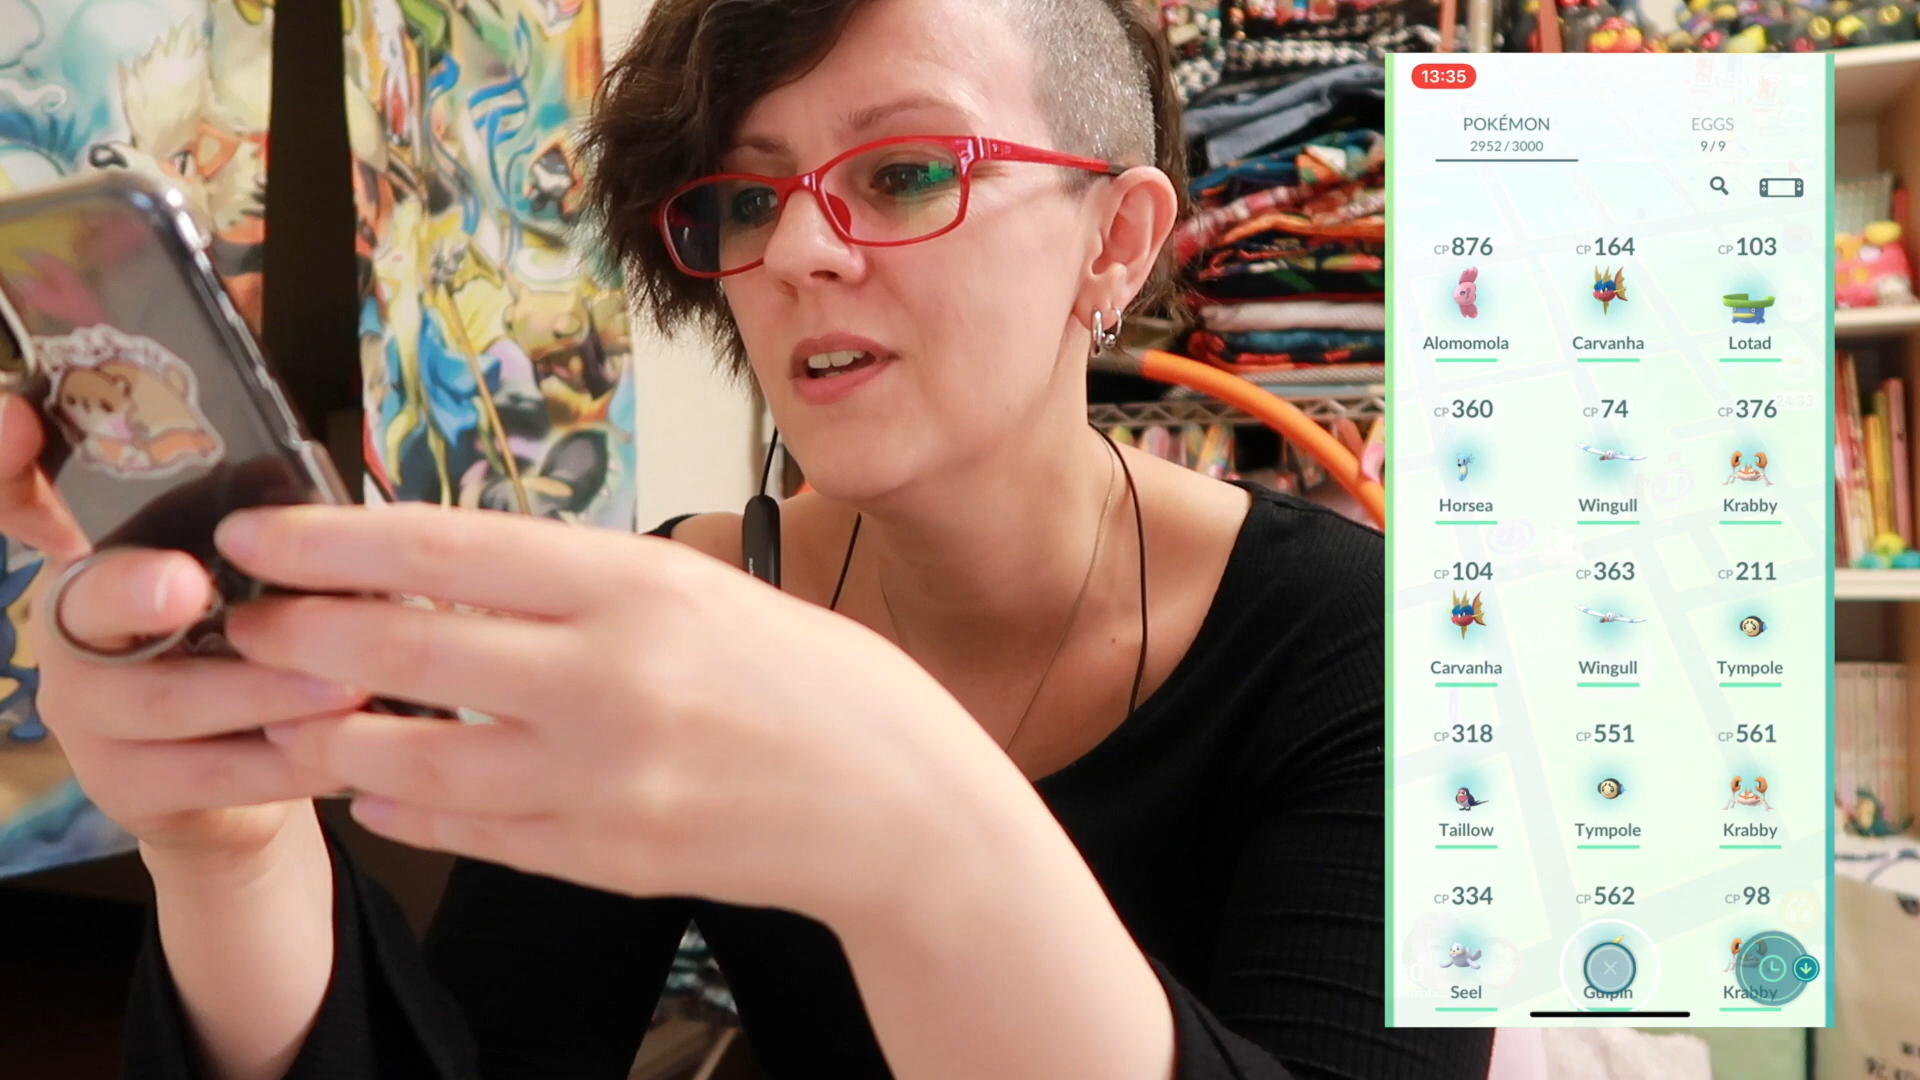 13:35
POKÉMON
2952 / 3000
EGGS
9 / 9
CP 876
CP 164
CP 103
Alomomola
Carvanha
Lotad
CP 360
CP 74
CP 376
Horsea
Wingull
Krabby
CP 104
CP 363
CP 211
Carvanha
Wingull
Tympole
CP 318
CP 551
CP 561
Taillow
Tympole
Krabby
CP 334
CP 562
CP 98
Seel
Gulpin
Krabby